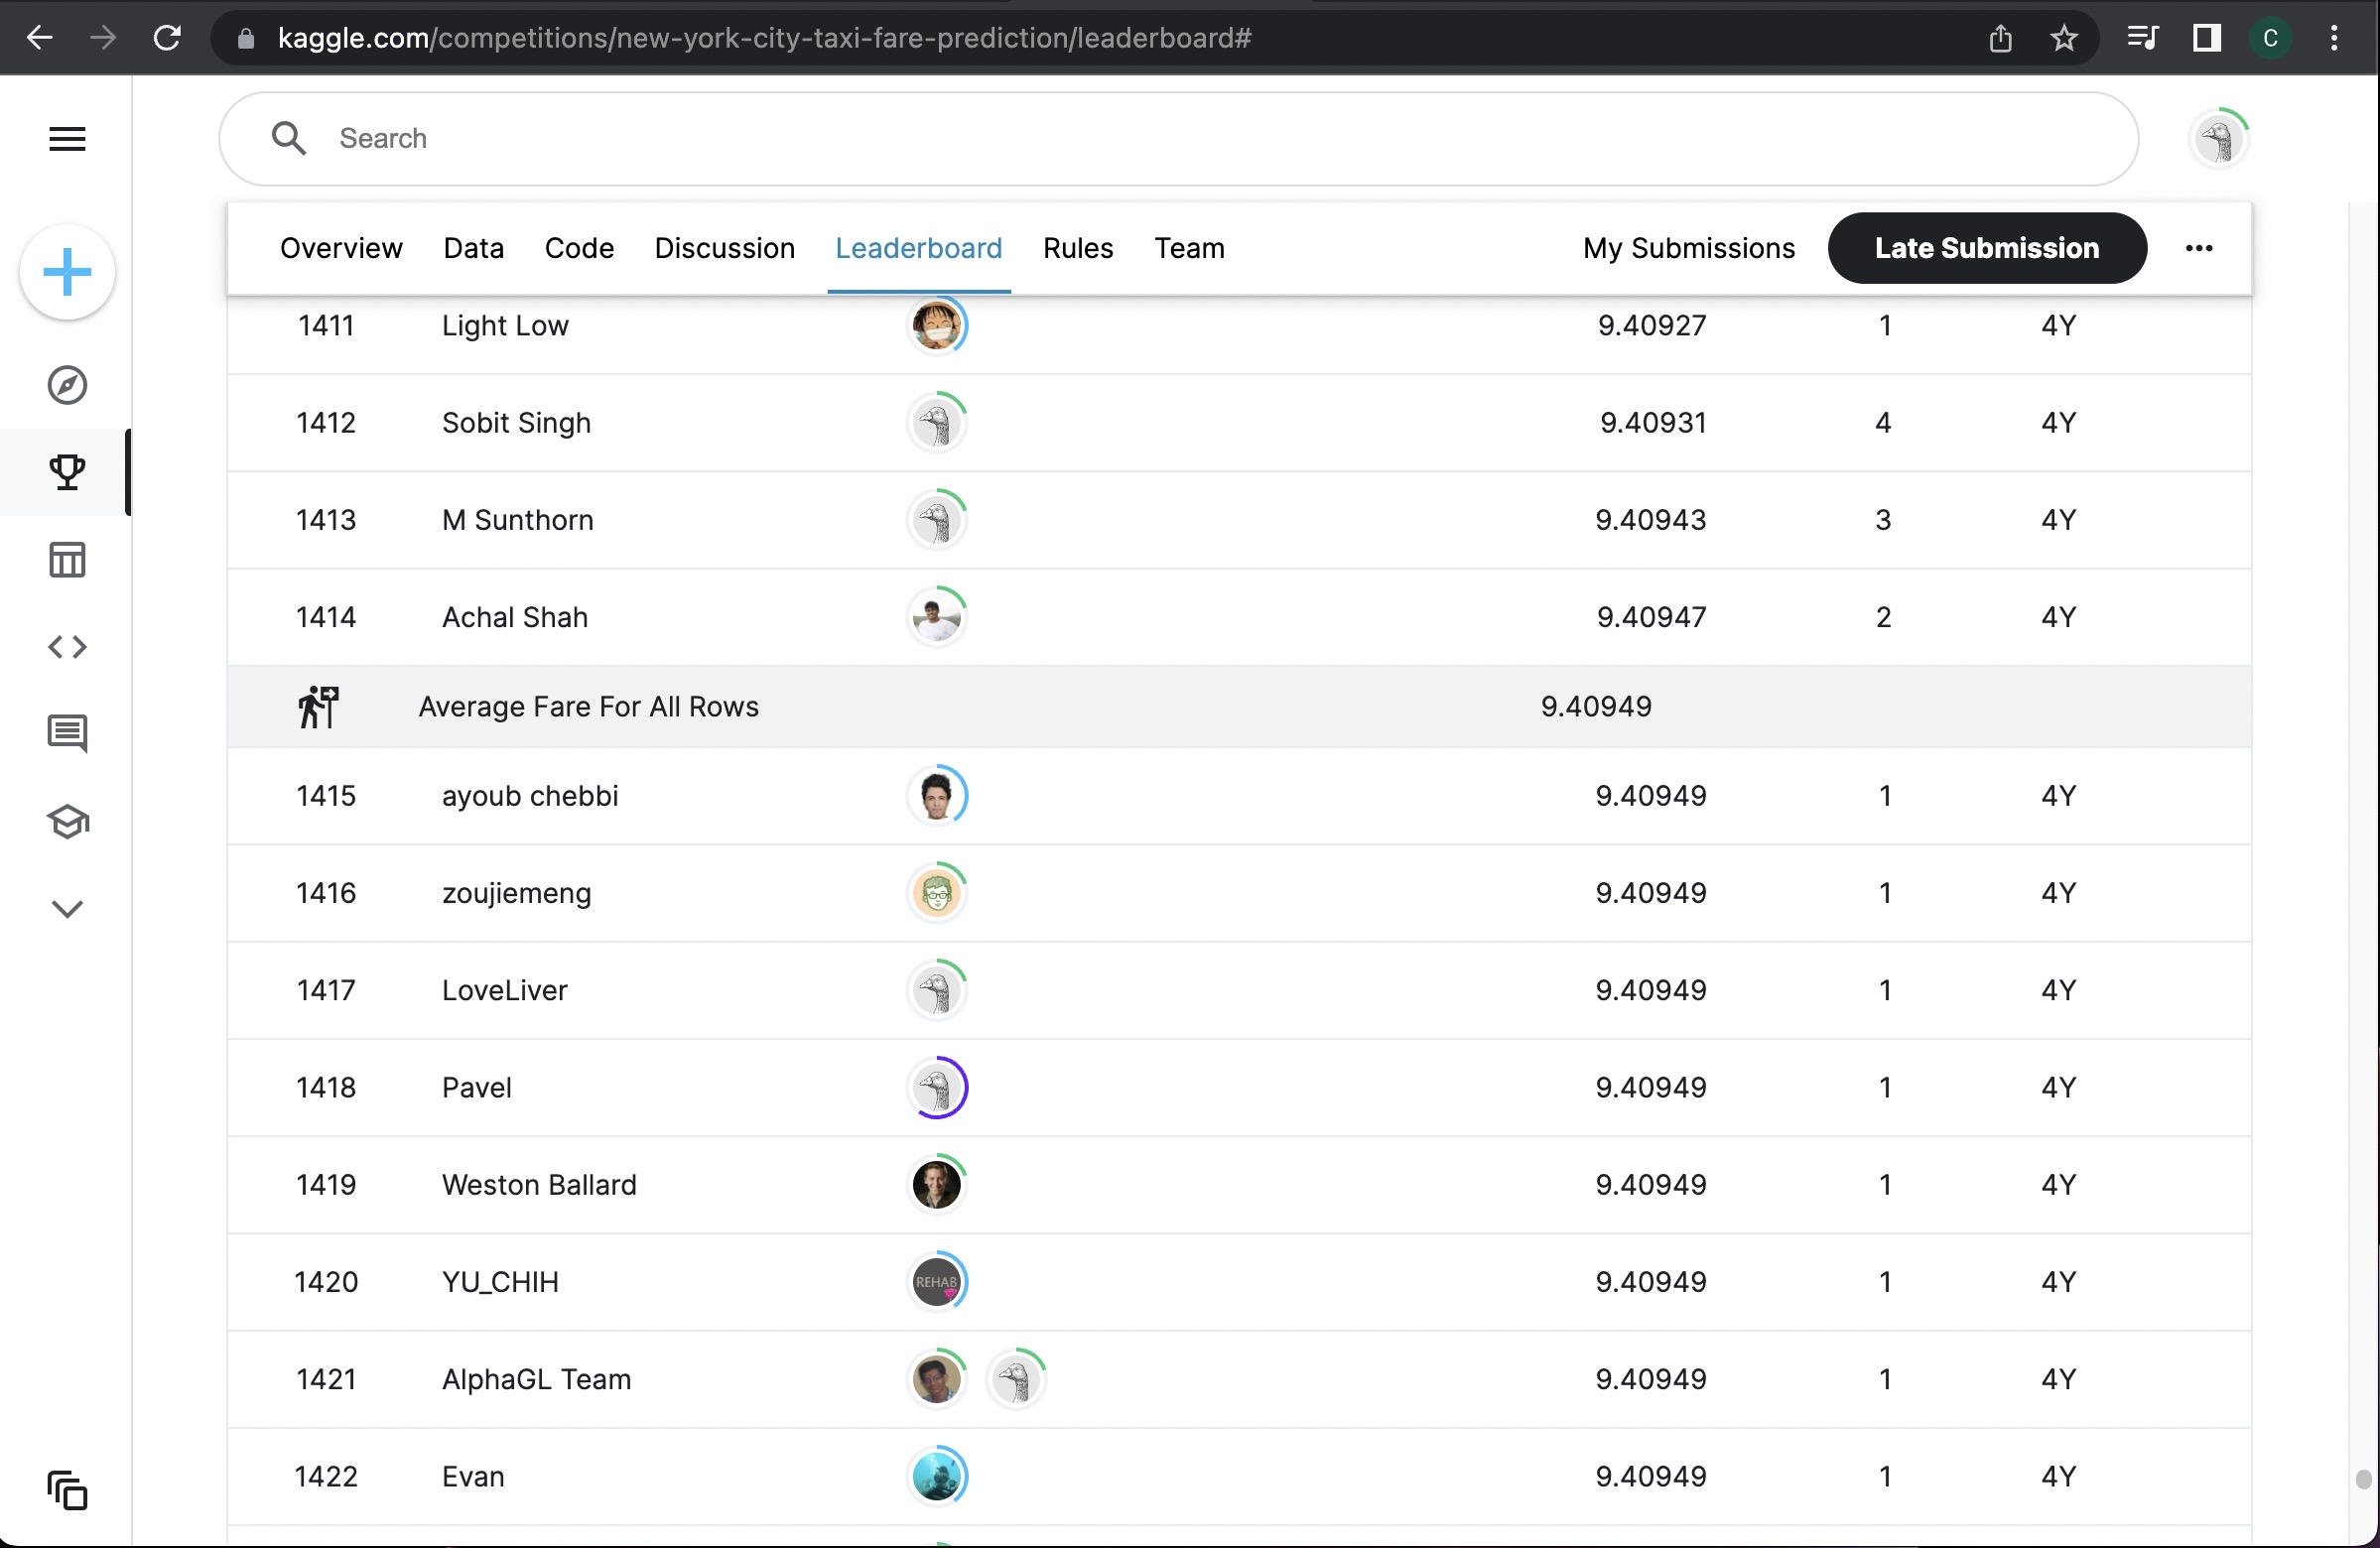 kaggle.com/competitions/new-york-city-taxi-fare-prediction/leaderboard#
C
Search
Overview Data Code Discussion Leaderboard Rules Team My Submissions Late Submission
1411 Light Low 9.40927 1 4Y
1412 Sobit Singh 9.40931 4 4Y
1413 M Sunthorn 9.40943 3 4Y
1414 Achal Shah 9.40947 2 4Y
Average Fare For All Rows 9.40949
1415 ayoub chebbi 9.40949 1 4Y
1416 zoujiemeng 9.40949 1 4Y
1417 LoveLiver 9.40949 1 4Y
1418 Pavel 9.40949 1 4Y
1419 Weston Ballard 9.40949 1 4Y
1420 YU_CHIH REHAB 9.40949 1 4Y
1421 AlphaGL Team 9.40949 1 4Y
1422 Evan 9.40949 1 4Y